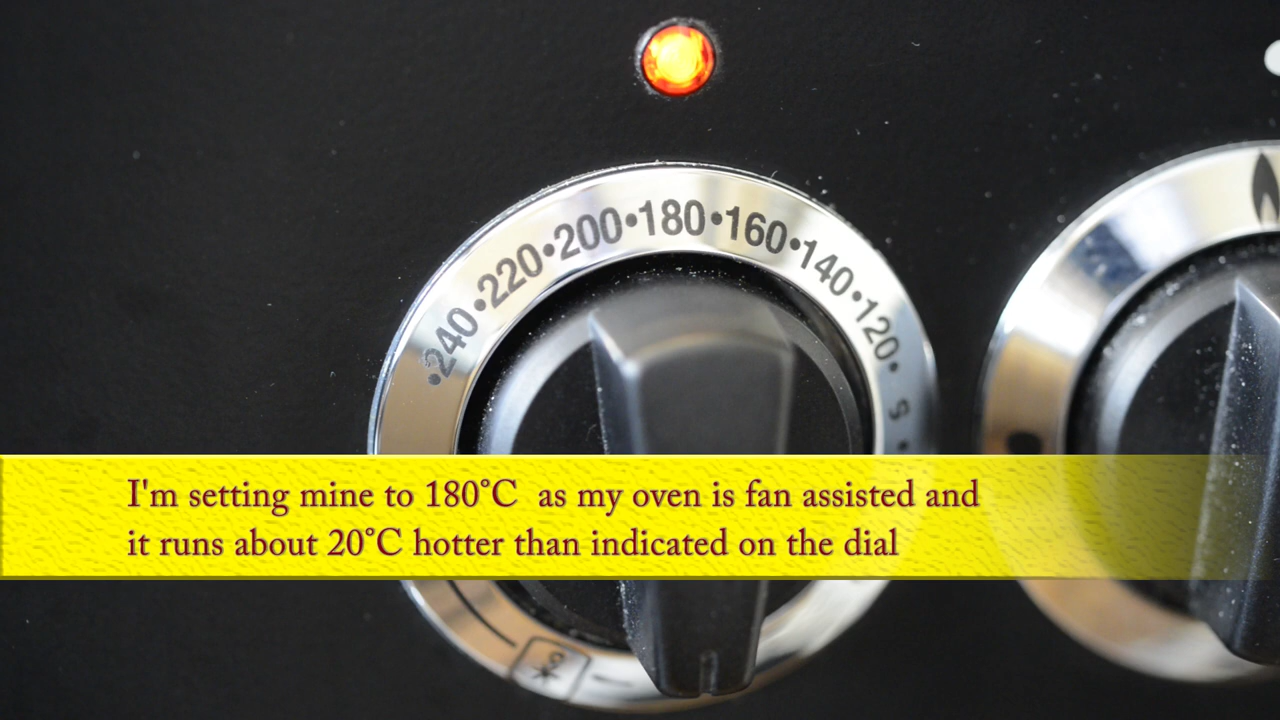 •240•220•200•180•160•140•120• S
I'm setting mine to 180°C as my oven is fan assisted and
it runs about 20°C hotter than indicated on the dial